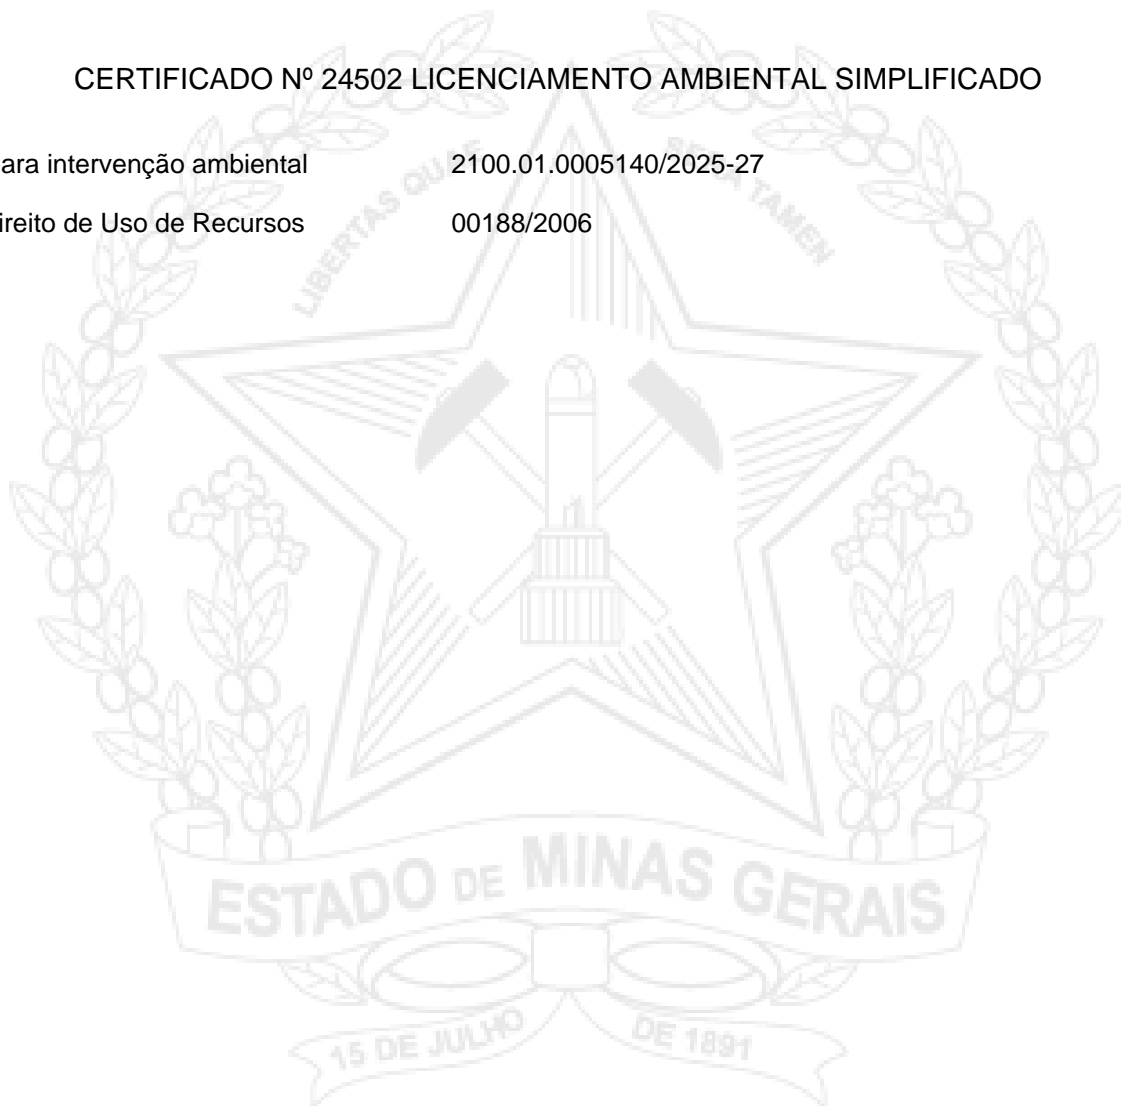 CERTIFICADO Nº 24502 LICENCIAMENTO AMBIENTAL SIMPLIFICADO
ara intervenção ambiental 2100.01.0005140/2025-27
ireito de Uso de Recursos 00188/2006
LIBERTAS QUAE SERA TAMEN
ESTADO DE MINAS GERAIS
15 DE JULHO DE 1891